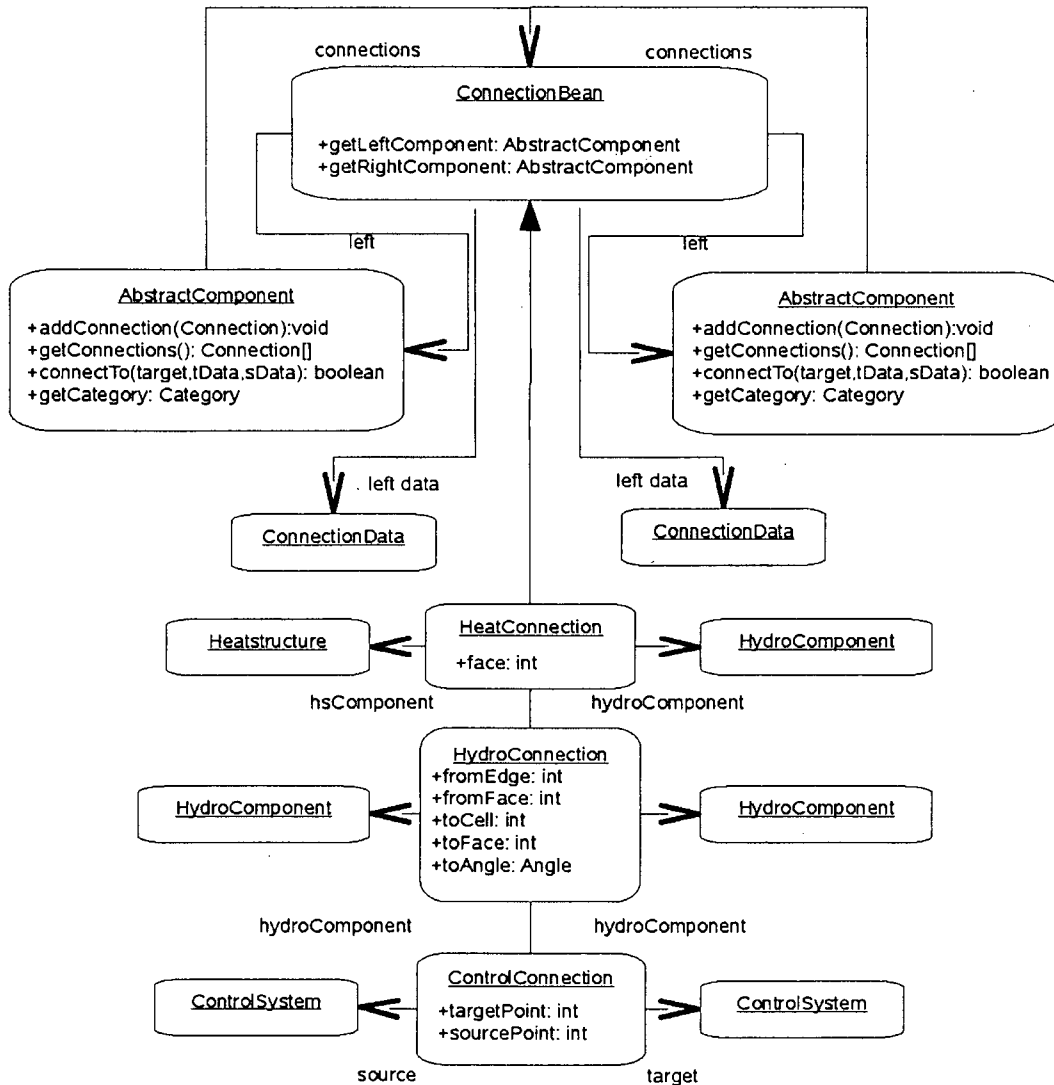 connections
connections
ConnectionBean
+getLeftComponent: AbstractComponent
+getRightComponent: AbstractComponent
left
left
AbstractComponent
+addConnection(Connection):void
+getConnections(): Connection[]
+connectTo(target,tData,sData): boolean
+getCategory: Category
AbstractComponent
+addConnection(Connection):void
+getConnections(): Connection[]
+connectTo(target,tData,sData): boolean
+getCategory: Category
left data
left data
ConnectionData
ConnectionData
Heatstructure
HeatConnection
+face: int
HydroComponent
hsComponent
hydroComponent
HydroComponent
HydroConnection
+fromEdge: int
+fromFace: int
+toCell: int
+toFace: int
+toAngle: Angle
HydroComponent
hydroComponent
hydroComponent
ControlSystem
ControlConnection
+targetPoint: int
+sourcePoint: int
ControlSystem
source
target